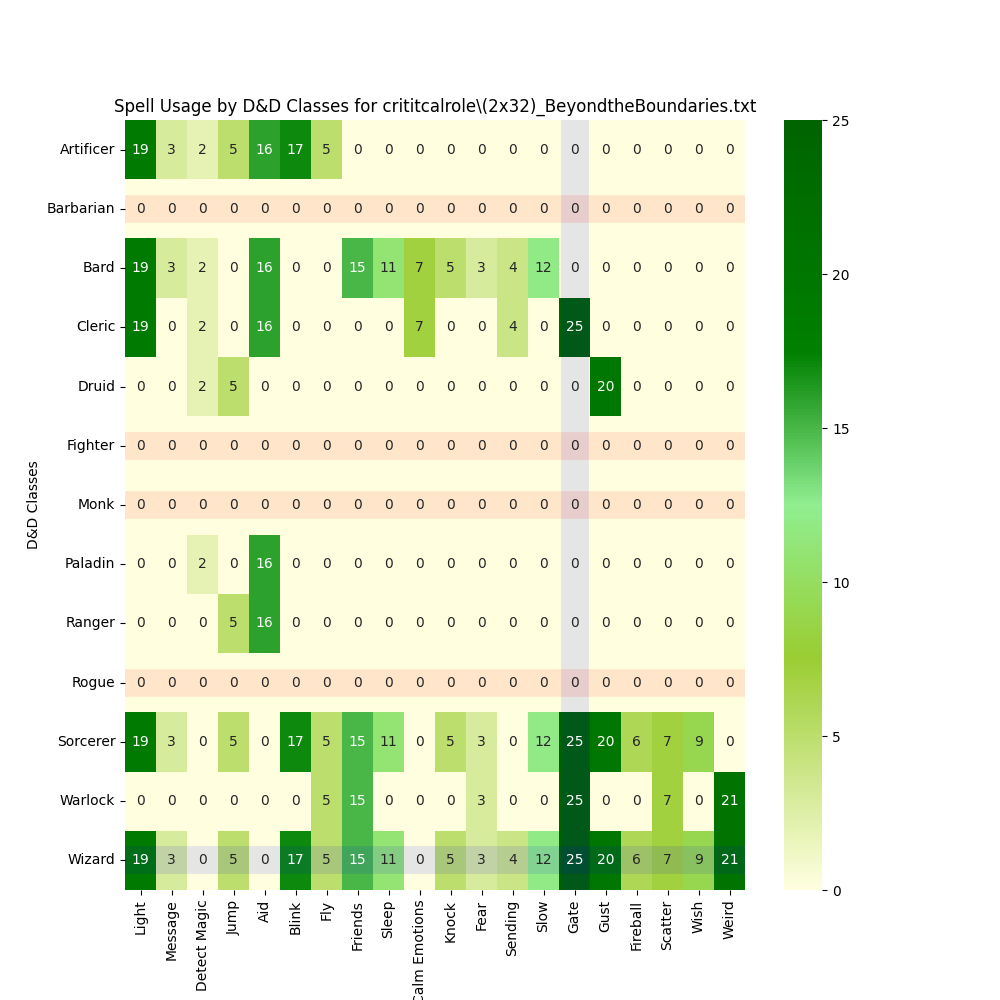 Spell Usage by D&D Classes for crititcalrole\(2x32)_BeyondtheBoundaries.txt
D&D Classes
Artificer 19 3 2 5 16 17 5 0 0 0 0 0 0 0 0 0 0 0 0 0
Barbarian 0 0 0 0 0 0 0 0 0 0 0 0 0 0 0 0 0 0 0 0
Bard 19 3 2 0 16 0 0 15 11 7 5 3 4 12 0 0 0 0 0 0
Cleric 19 0 2 0 16 0 0 0 0 7 0 0 4 0 25 0 0 0 0 0
Druid 0 0 2 5 0 0 0 0 0 0 0 0 0 0 0 20 0 0 0 0
Fighter 0 0 0 0 0 0 0 0 0 0 0 0 0 0 0 0 0 0 0 0
Monk 0 0 0 0 0 0 0 0 0 0 0 0 0 0 0 0 0 0 0 0
Paladin 0 0 2 0 16 0 0 0 0 0 0 0 0 0 0 0 0 0 0 0
Ranger 0 0 0 5 16 0 0 0 0 0 0 0 0 0 0 0 0 0 0 0
Rogue 0 0 0 0 0 0 0 0 0 0 0 0 0 0 0 0 0 0 0 0
Sorcerer 19 3 0 5 0 17 5 15 11 0 5 3 0 12 25 20 6 7 9 0
Warlock 0 0 0 0 0 0 5 15 0 0 0 3 0 0 25 0 0 7 0 21
Wizard 19 3 0 5 0 17 5 15 11 0 5 3 4 12 25 20 6 7 9 21
Light
Message
Detect Magic
Jump
Aid
Blink
Fly
Friends
Sleep
Calm Emotions
Knock
Fear
Sending
Slow
Gate
Gust
Fireball
Scatter
Wish
Weird
25
20
15
10
5
0